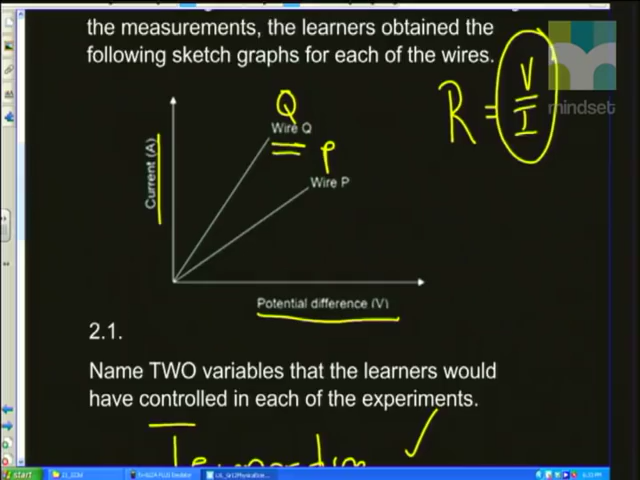 the measurements, the learners obtained the
following sketch graphs for each of the wires.
R = V/I
mindset
Q
Wire Q
P
Wire P
Current (A)
Potential difference (V)
2.1.
Name TWO variables that the learners would
have controlled in each of the experiments.
start